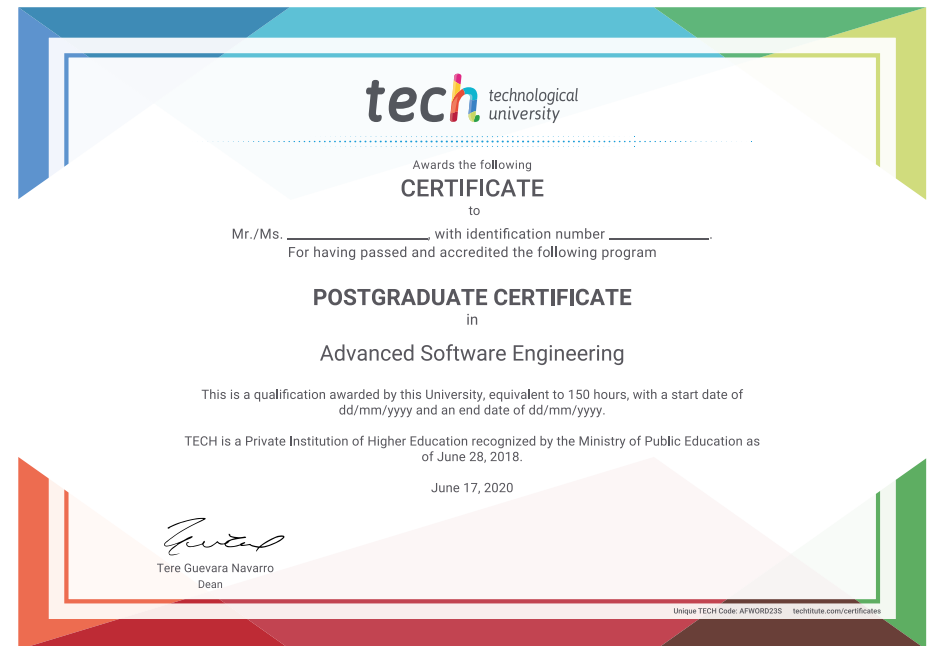 tech technological
university
Awards the following
CERTIFICATE
to
Mr./Ms. ____________________, with identification number ______________.
For having passed and accredited the following program
POSTGRADUATE CERTIFICATE
in
Advanced Software Engineering
This is a qualification awarded by this University, equivalent to 150 hours, with a start date of
dd/mm/yyyy and an end date of dd/mm/yyyy.
TECH is a Private Institution of Higher Education recognized by the Ministry of Public Education as
of June 28, 2018.
June 17, 2020
Tere Guevara Navarro
Dean
Unique TECH Code: AFWORD23S techtitute.com/certificates